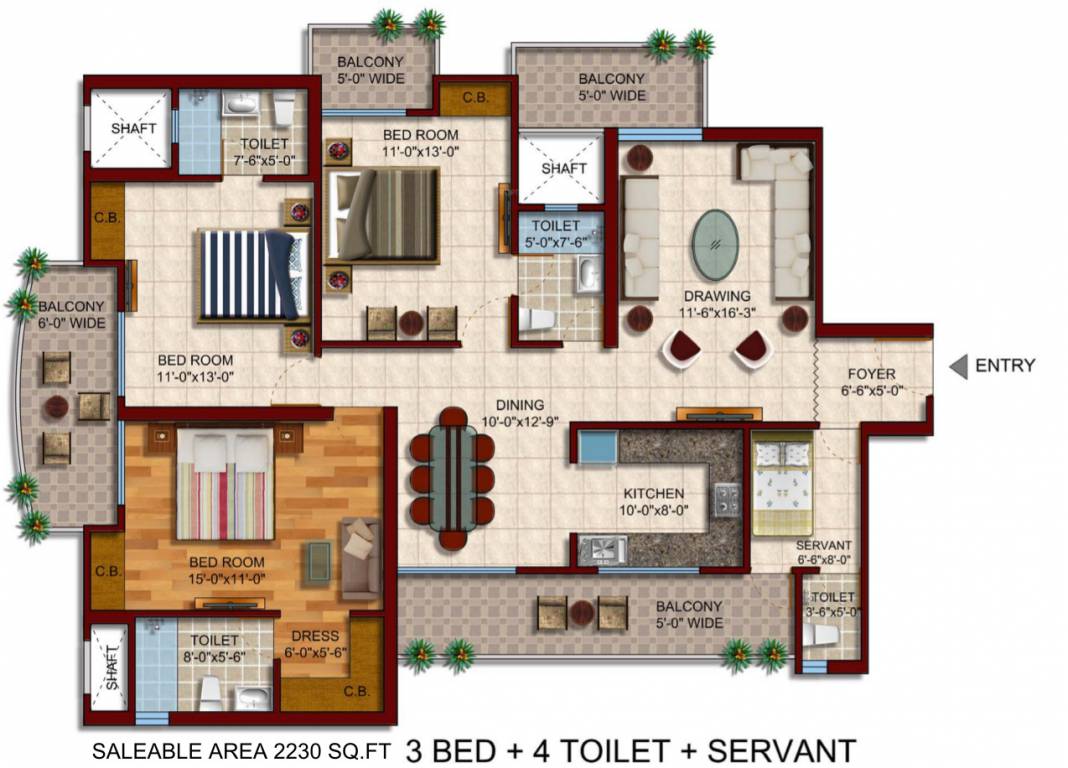 BALCONY
5'-0" WIDE
C.B.
BALCONY
5'-0" WIDE
SHAFT
TOILET
7'-6"x5'-0"
BED ROOM
11'-0"x13'-0"
SHAFT
C.B.
TOILET
5'-0"x7'-6"
BALCONY
6'-0" WIDE
DRAWING
11'-6"x16'-3"
BED ROOM
11'-0"x13'-0"
FOYER
6'-6"x5'-0"
ENTRY
DINING
10'-0"x12'-9"
KITCHEN
10'-0"x8'-0"
SERVANT
6'-6"x8'-0"
C.B.
BED ROOM
15'-0"x11'-0"
TOILET
3'-6"x5'-0"
BALCONY
5'-0" WIDE
SHAFT
TOILET
8'-0"x5'-6"
DRESS
6'-0"x5'-6"
C.B.
SALEABLE AREA 2230 SQ.FT 3 BED + 4 TOILET + SERVANT